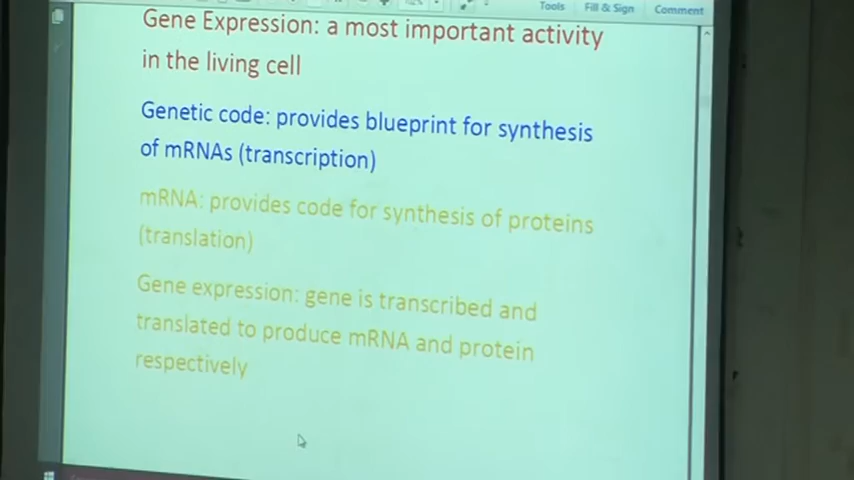 Tools Fill & Sign Comment
Gene Expression: a most important activity
in the living cell
Genetic code: provides blueprint for synthesis
of mRNAs (transcription)
mRNA: provides code for synthesis of proteins
(translation)
Gene expression: gene is transcribed and
translated to produce mRNA and protein
respectively